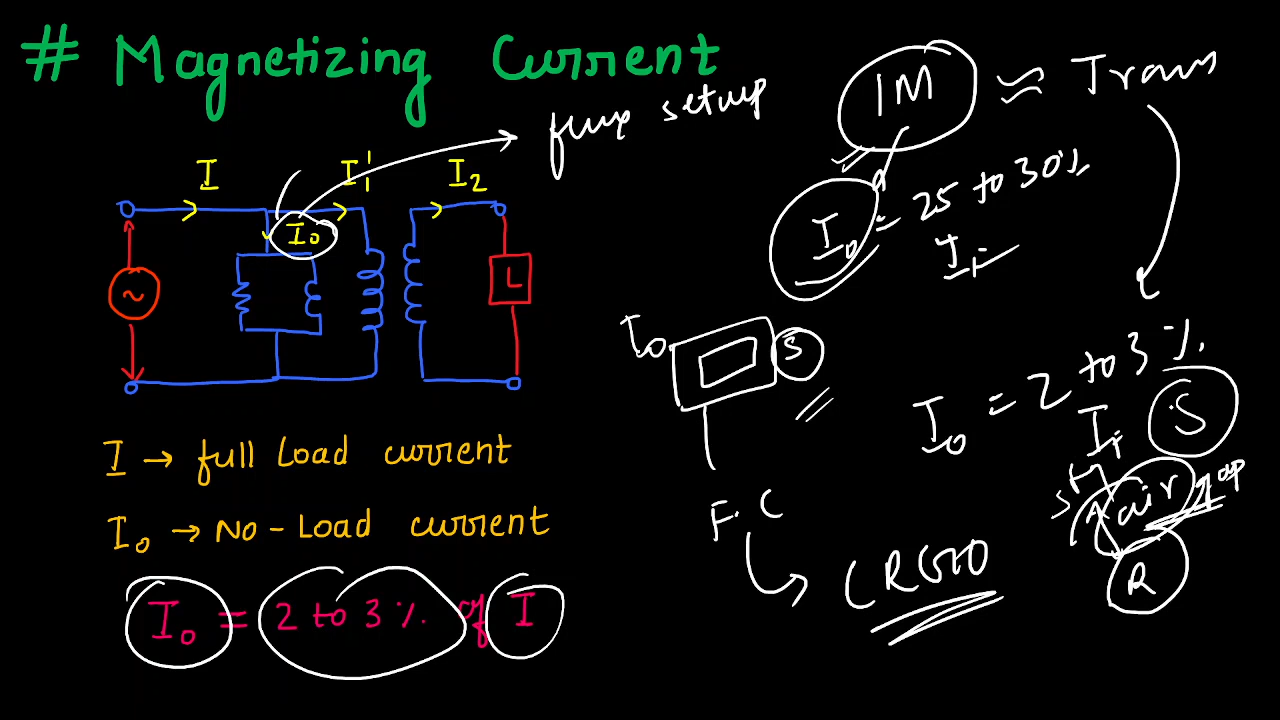 # Magnetizing Current
flux setup
IM ≈ Trans
I₀ = 25 to 30%
I I₁' I₂
I₀
~ L
I₀ S
I₀ = 2 to 3 %
S
I → full Load current
air gap
S
I₀ → No-Load current
F.C
CRGO
R
I₀ = 2 to 3 % of I